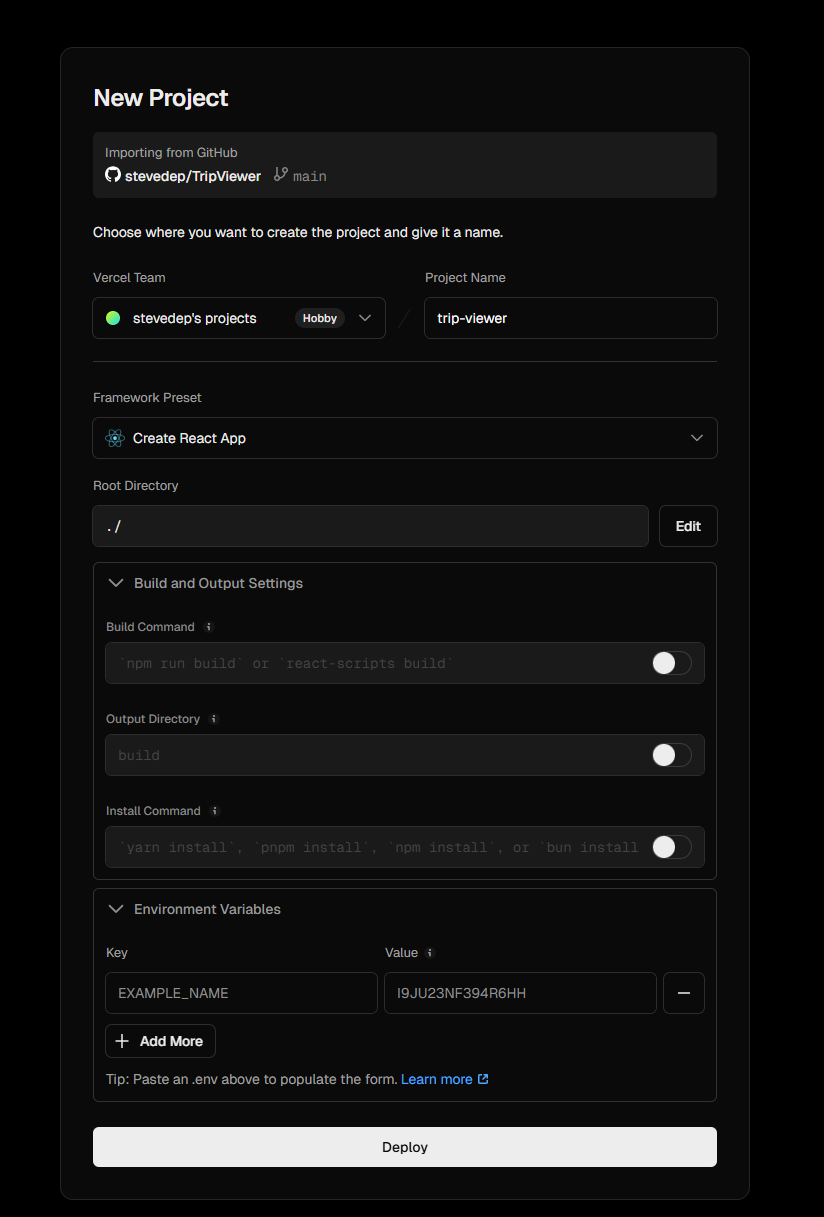 New Project
Importing from GitHub
stevedep/TripViewer main
Choose where you want to create the project and give it a name.
Vercel Team
Project Name
stevedep's projects Hobby / trip-viewer
Framework Preset
Create React App
Root Directory
./ Edit
Build and Output Settings
Build Command i
`npm run build` or `react-scripts build`
Output Directory i
build
Install Command i
`yarn install`, `pnpm install`, `npm install`, or `bun install
Environment Variables
Key Value i
EXAMPLE_NAME I9JU23NF394R6HH
Add More
Tip: Paste an .env above to populate the form. Learn more
Deploy